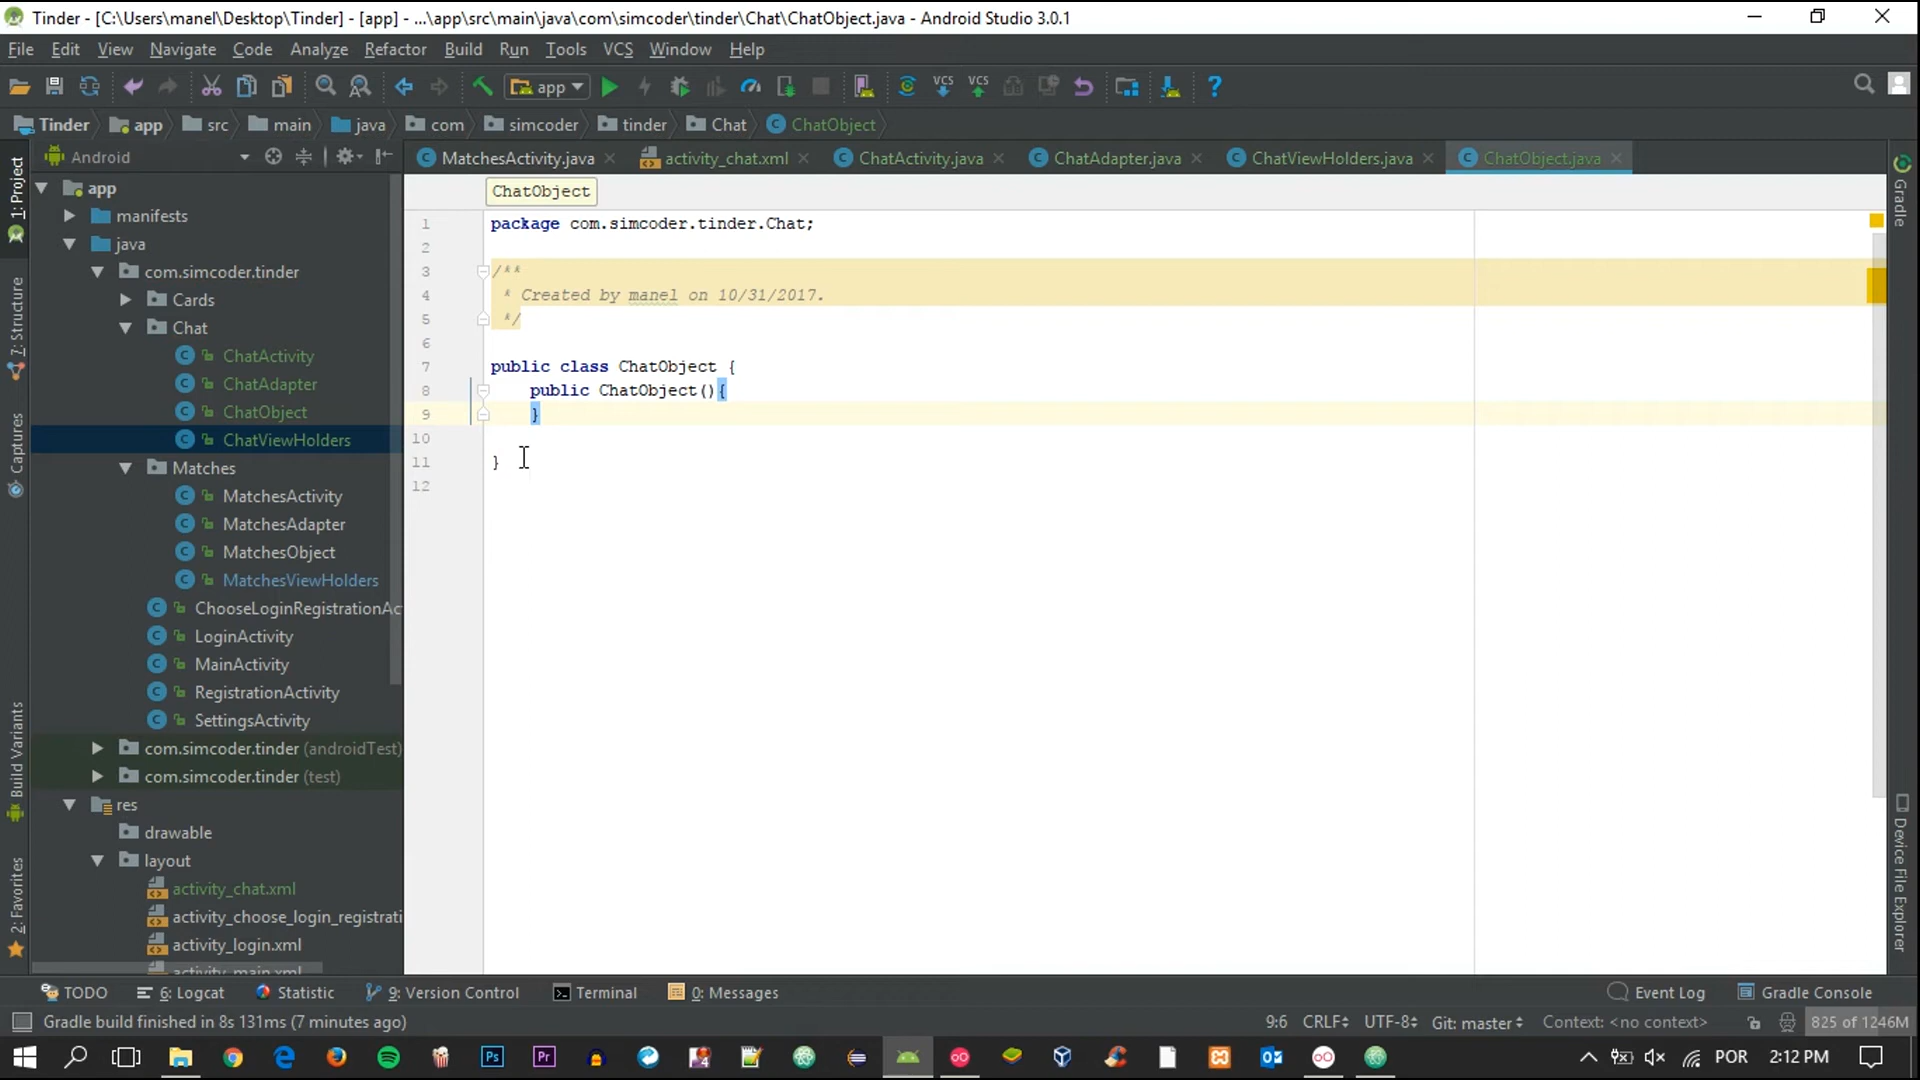 Tinder - [C:\Users\manel\Desktop\Tinder] - [app] - ...\app\src\main\java\com\simcoder\tinder\Chat\ChatObject.java - Android Studio 3.0.1
File Edit View Navigate Code Analyze Refactor Build Run Tools VCS Window Help
app VCS VCS
Tinder app src main java com simcoder tinder Chat ChatObject
Android
MatchesActivity.java activity_chat.xml ChatActivity.java ChatAdapter.java ChatViewHolders.java ChatObject.java
1: Project
7: Structure
Captures
Build Variants
2: Favorites
app
manifests
java
com.simcoder.tinder
Cards
Chat
ChatActivity
ChatAdapter
ChatObject
ChatViewHolders
Matches
MatchesActivity
MatchesAdapter
MatchesObject
MatchesViewHolders
ChooseLoginRegistrationAc
LoginActivity
MainActivity
RegistrationActivity
SettingsActivity
com.simcoder.tinder (androidTest)
com.simcoder.tinder (test)
res
drawable
layout
activity_chat.xml
activity_choose_login_registrati
activity_login.xml
activity_main.xml
ChatObject
1 package com.simcoder.tinder.Chat;
2
3 /**
4 * Created by manel on 10/31/2017.
5 */
6
7 public class ChatObject {
8 public ChatObject(){
9 }
10
11 }
12
Gradle
Device File Explorer
TODO 6: Logcat Statistic 9: Version Control Terminal 0: Messages Event Log Gradle Console
Gradle build finished in 8s 131ms (7 minutes ago) 9:6 CRLF UTF-8 Git: master Context: <no context> 825 of 1246M
Ps Pr POR 2:12 PM